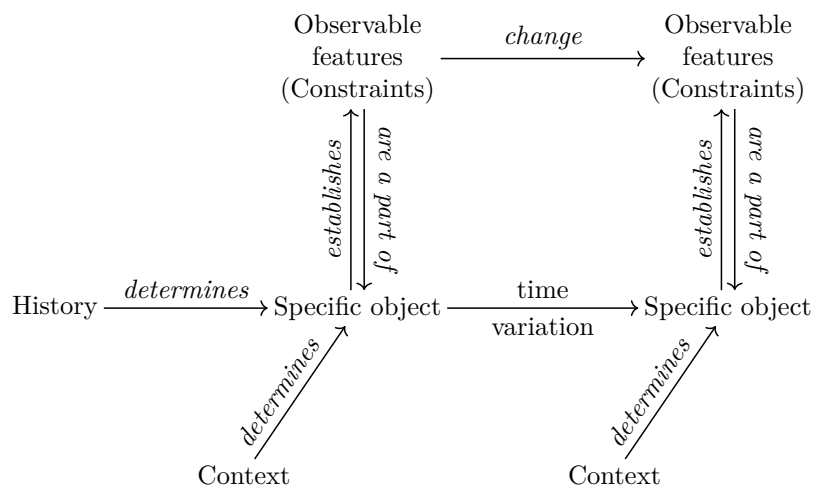 Observable
features
(Constraints)
change
Observable
features
(Constraints)
establishes
are a part of
establishes
are a part of
History
determines
Specific object
time
variation
Specific object
determines
determines
Context
Context